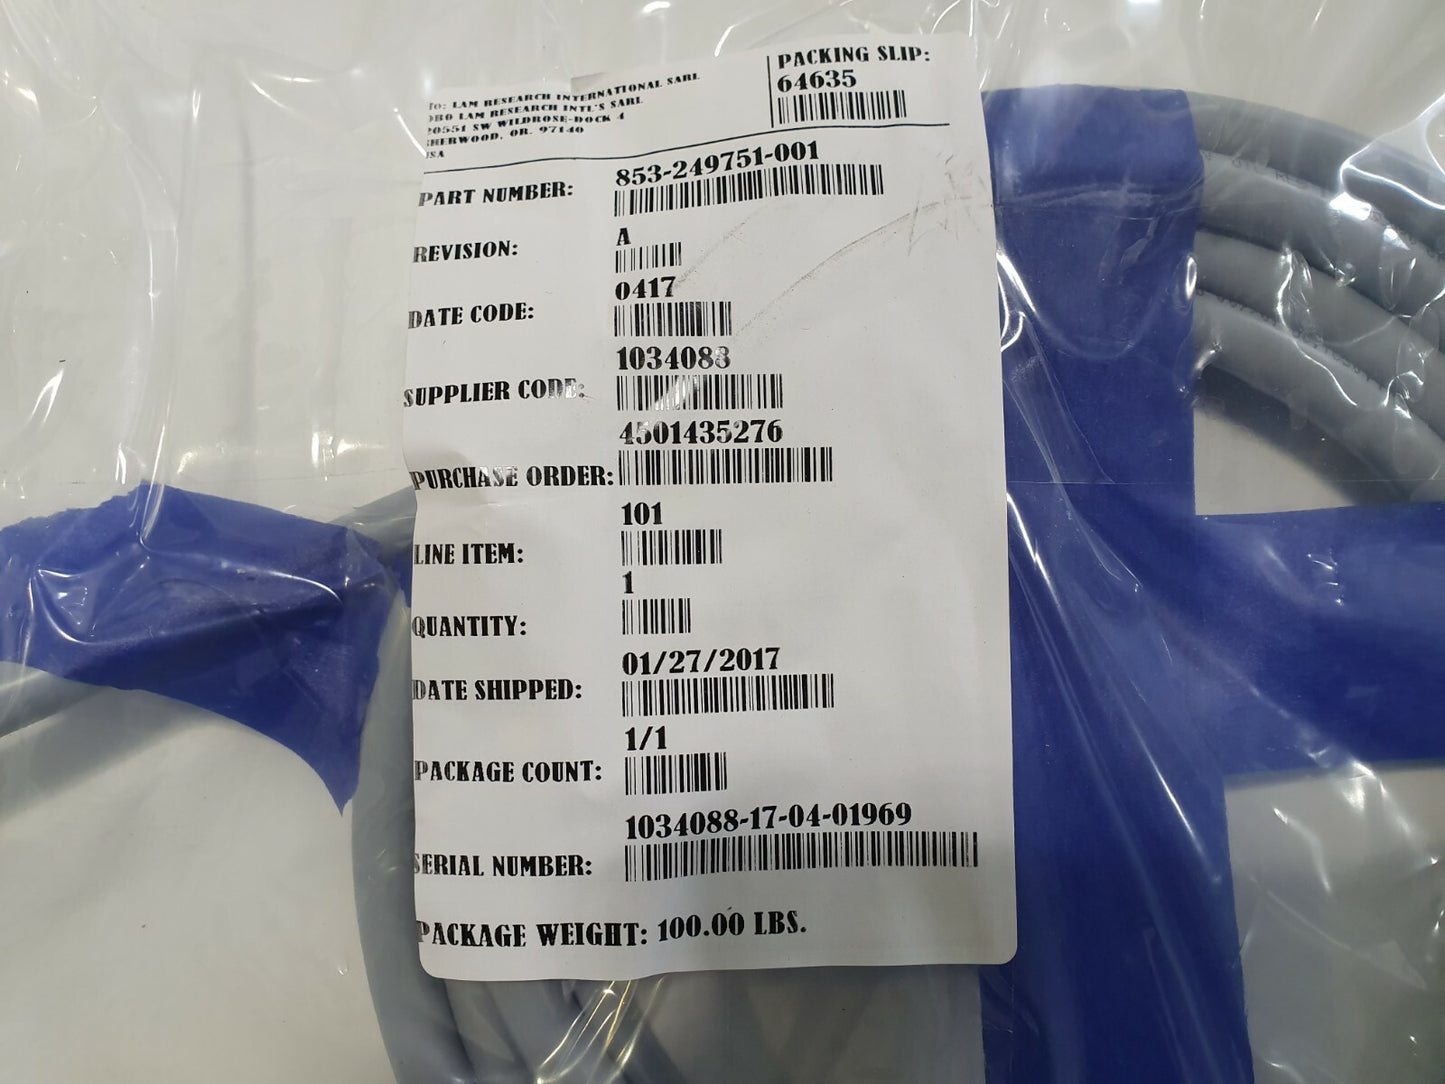 TO: LAM RESEARCH INTERNATIONAL SARL
OBO LAM RESEARCH INTL'S SARL
20551 SW WILDROSE-DOCK 4
SHERWOOD, OR. 97140
USA
PACKING SLIP:
64635
PART NUMBER: 853-249751-001
REVISION: A
DATE CODE: 0417
SUPPLIER CODE: 1034088
PURCHASE ORDER: 4501435276
LINE ITEM: 101
QUANTITY: 1
DATE SHIPPED: 01/27/2017
PACKAGE COUNT: 1/1
SERIAL NUMBER: 1034088-17-04-01969
PACKAGE WEIGHT: 100.00 LBS.